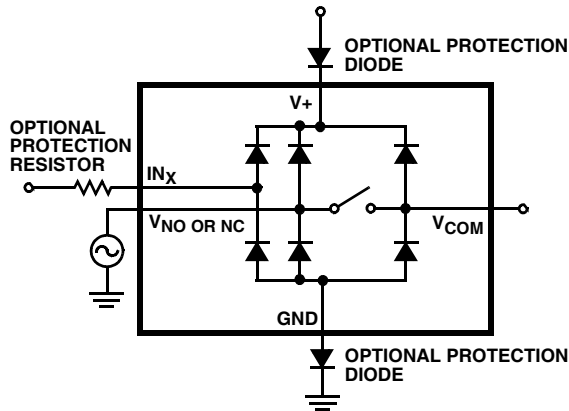 OPTIONAL PROTECTION
DIODE
V+
OPTIONAL
PROTECTION
RESISTOR
INX
VNO OR NC
VCOM
GND
OPTIONAL PROTECTION
DIODE